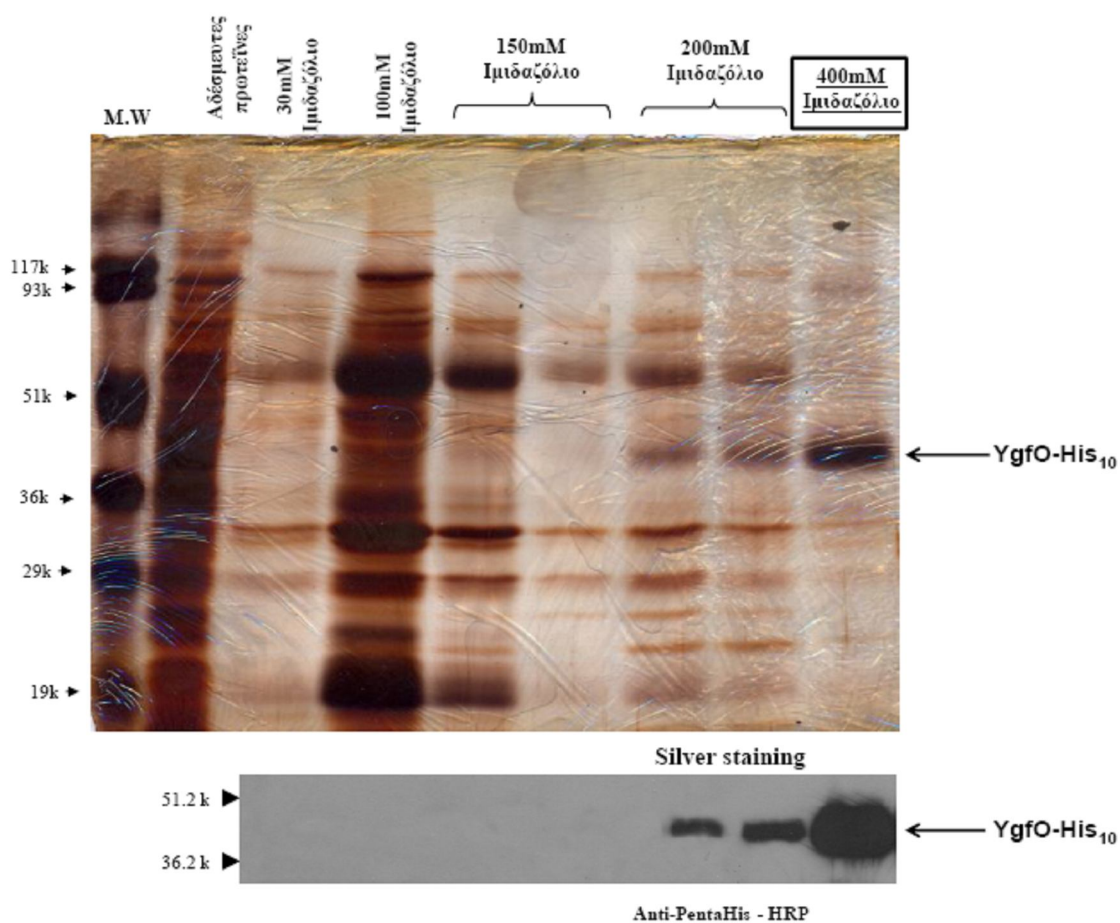 M.W
Αδέσμευτες
πρωτεΐνες
30mM
Ιμιδαζόλιο
100mM
Ιμιδαζόλιο
150mM
Ιμιδαζόλιο
200mM
Ιμιδαζόλιο
400mM
Ιμιδαζόλιο
117k
93k
51k
YgfO-His₁₀
36k
29k
19k
Silver staining
51.2 k
YgfO-His₁₀
36.2 k
Anti-PentaHis - HRP